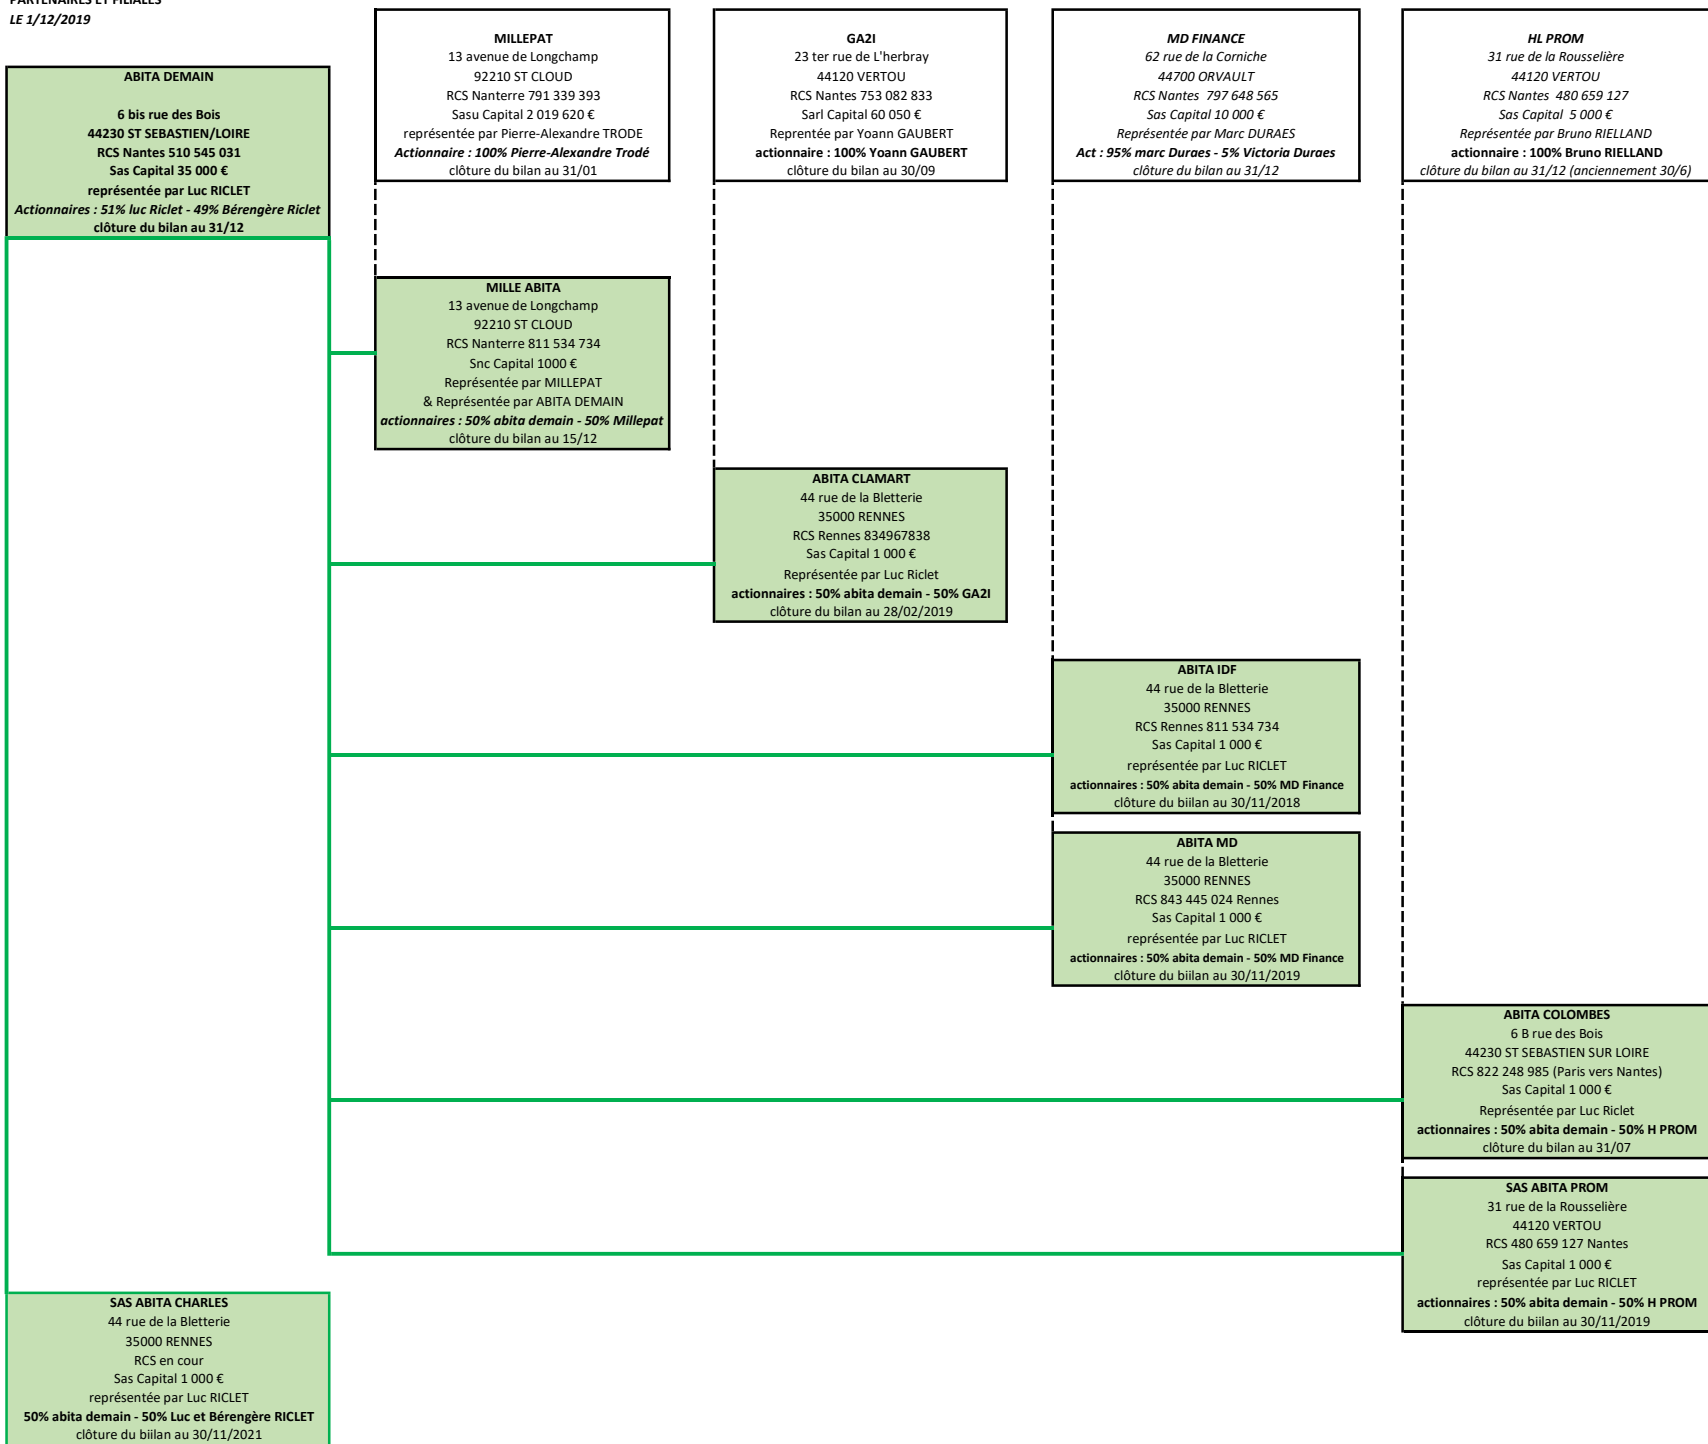 PARTENAIRES ET FILIALES
LE 1/12/2019
ABITA DEMAIN
6 bis rue des Bois
44230 ST SEBASTIEN/LOIRE
RCS Nantes 510 545 031
Sas Capital 35 000 €
représentée par Luc RICLET
Actionnaires : 51% luc Riclet - 49% Bérengère Riclet
clôture du bilan au 31/12
MILLEPAT
13 avenue de Longchamp
92210 ST CLOUD
RCS Nanterre 791 339 393
Sasu Capital 2 019 620 €
représentée par Pierre-Alexandre TRODE
Actionnaire : 100% Pierre-Alexandre Trodé
clôture du bilan au 31/01
GA2I
23 ter rue de L'herbray
44120 VERTOU
RCS Nantes 753 082 833
Sarl Capital 60 050 €
Reprentée par Yoann GAUBERT
actionnaire : 100% Yoann GAUBERT
clôture du bilan au 30/09
MD FINANCE
62 rue de la Corniche
44700 ORVAULT
RCS Nantes 797 648 565
Sas Capital 10 000 €
Représentée par Marc DURAES
Act : 95% marc Duraes - 5% Victoria Duraes
clôture du bilan au 31/12
HL PROM
31 rue de la Rousselière
44120 VERTOU
RCS Nantes 480 659 127
Sas Capital 5 000 €
Représentée par Bruno RIELLAND
actionnaire : 100% Bruno RIELLAND
clôture du bilan au 31/12 (anciennement 30/6)
MILLE ABITA
13 avenue de Longchamp
92210 ST CLOUD
RCS Nanterre 811 534 734
Snc Capital 1000 €
Représentée par MILLEPAT
& Représentée par ABITA DEMAIN
actionnaires : 50% abita demain - 50% Millepat
clôture du bilan au 15/12
ABITA CLAMART
44 rue de la Bletterie
35000 RENNES
RCS Rennes 834967838
Sas Capital 1 000 €
Représentée par Luc Riclet
actionnaires : 50% abita demain - 50% GA2I
clôture du bilan au 28/02/2019
ABITA IDF
44 rue de la Bletterie
35000 RENNES
RCS Rennes 811 534 734
Sas Capital 1 000 €
représentée par Luc RICLET
actionnaires : 50% abita demain - 50% MD Finance
clôture du biilan au 30/11/2018
ABITA MD
44 rue de la Bletterie
35000 RENNES
RCS 843 445 024 Rennes
Sas Capital 1 000 €
représentée par Luc RICLET
actionnaires : 50% abita demain - 50% MD Finance
clôture du biilan au 30/11/2019
ABITA COLOMBES
6 B rue des Bois
44230 ST SEBASTIEN SUR LOIRE
RCS 822 248 985 (Paris vers Nantes)
Sas Capital 1 000 €
Représentée par Luc Riclet
actionnaires : 50% abita demain - 50% H PROM
clôture du bilan au 31/07
SAS ABITA PROM
31 rue de la Rousselière
44120 VERTOU
RCS 480 659 127 Nantes
Sas Capital 1 000 €
représentée par Luc RICLET
actionnaires : 50% abita demain - 50% H PROM
clôture du biilan au 30/11/2019
SAS ABITA CHARLES
44 rue de la Bletterie
35000 RENNES
RCS en cour
Sas Capital 1 000 €
représentée par Luc RICLET
50% abita demain - 50% Luc et Bérengère RICLET
clôture du biilan au 30/11/2021